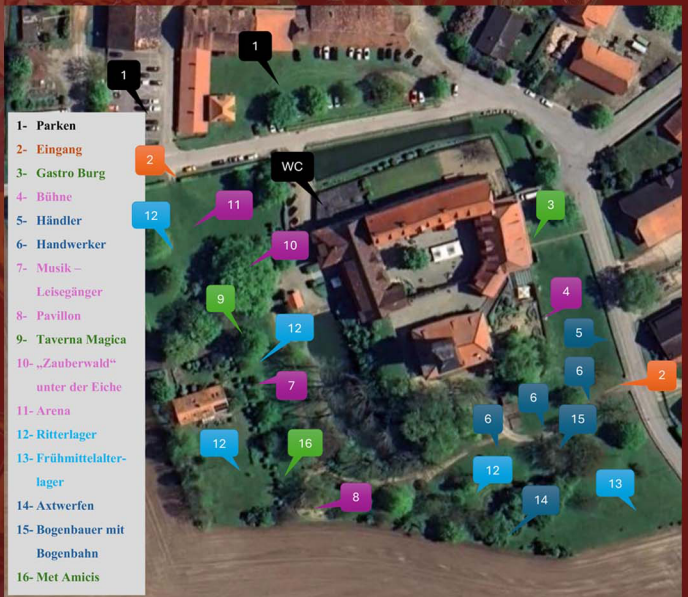 1- Parken
2- Eingang
3- Gastro Burg
4- Bühne
5- Händler
6- Handwerker
7- Musik –
Leisegänger
8- Pavillon
9- Taverna Magica
10- „Zauberwald“
unter der Eiche
11- Arena
12- Ritterlager
13- Frühmittelalter-
lager
14- Axtwerfen
15- Bogenbauer mit
Bogenbahn
16- Met Amicis
1
1
2
WC
12
11
3
10
4
9
12
5
7
6
2
6
15
6
12
16
12
13
8
14